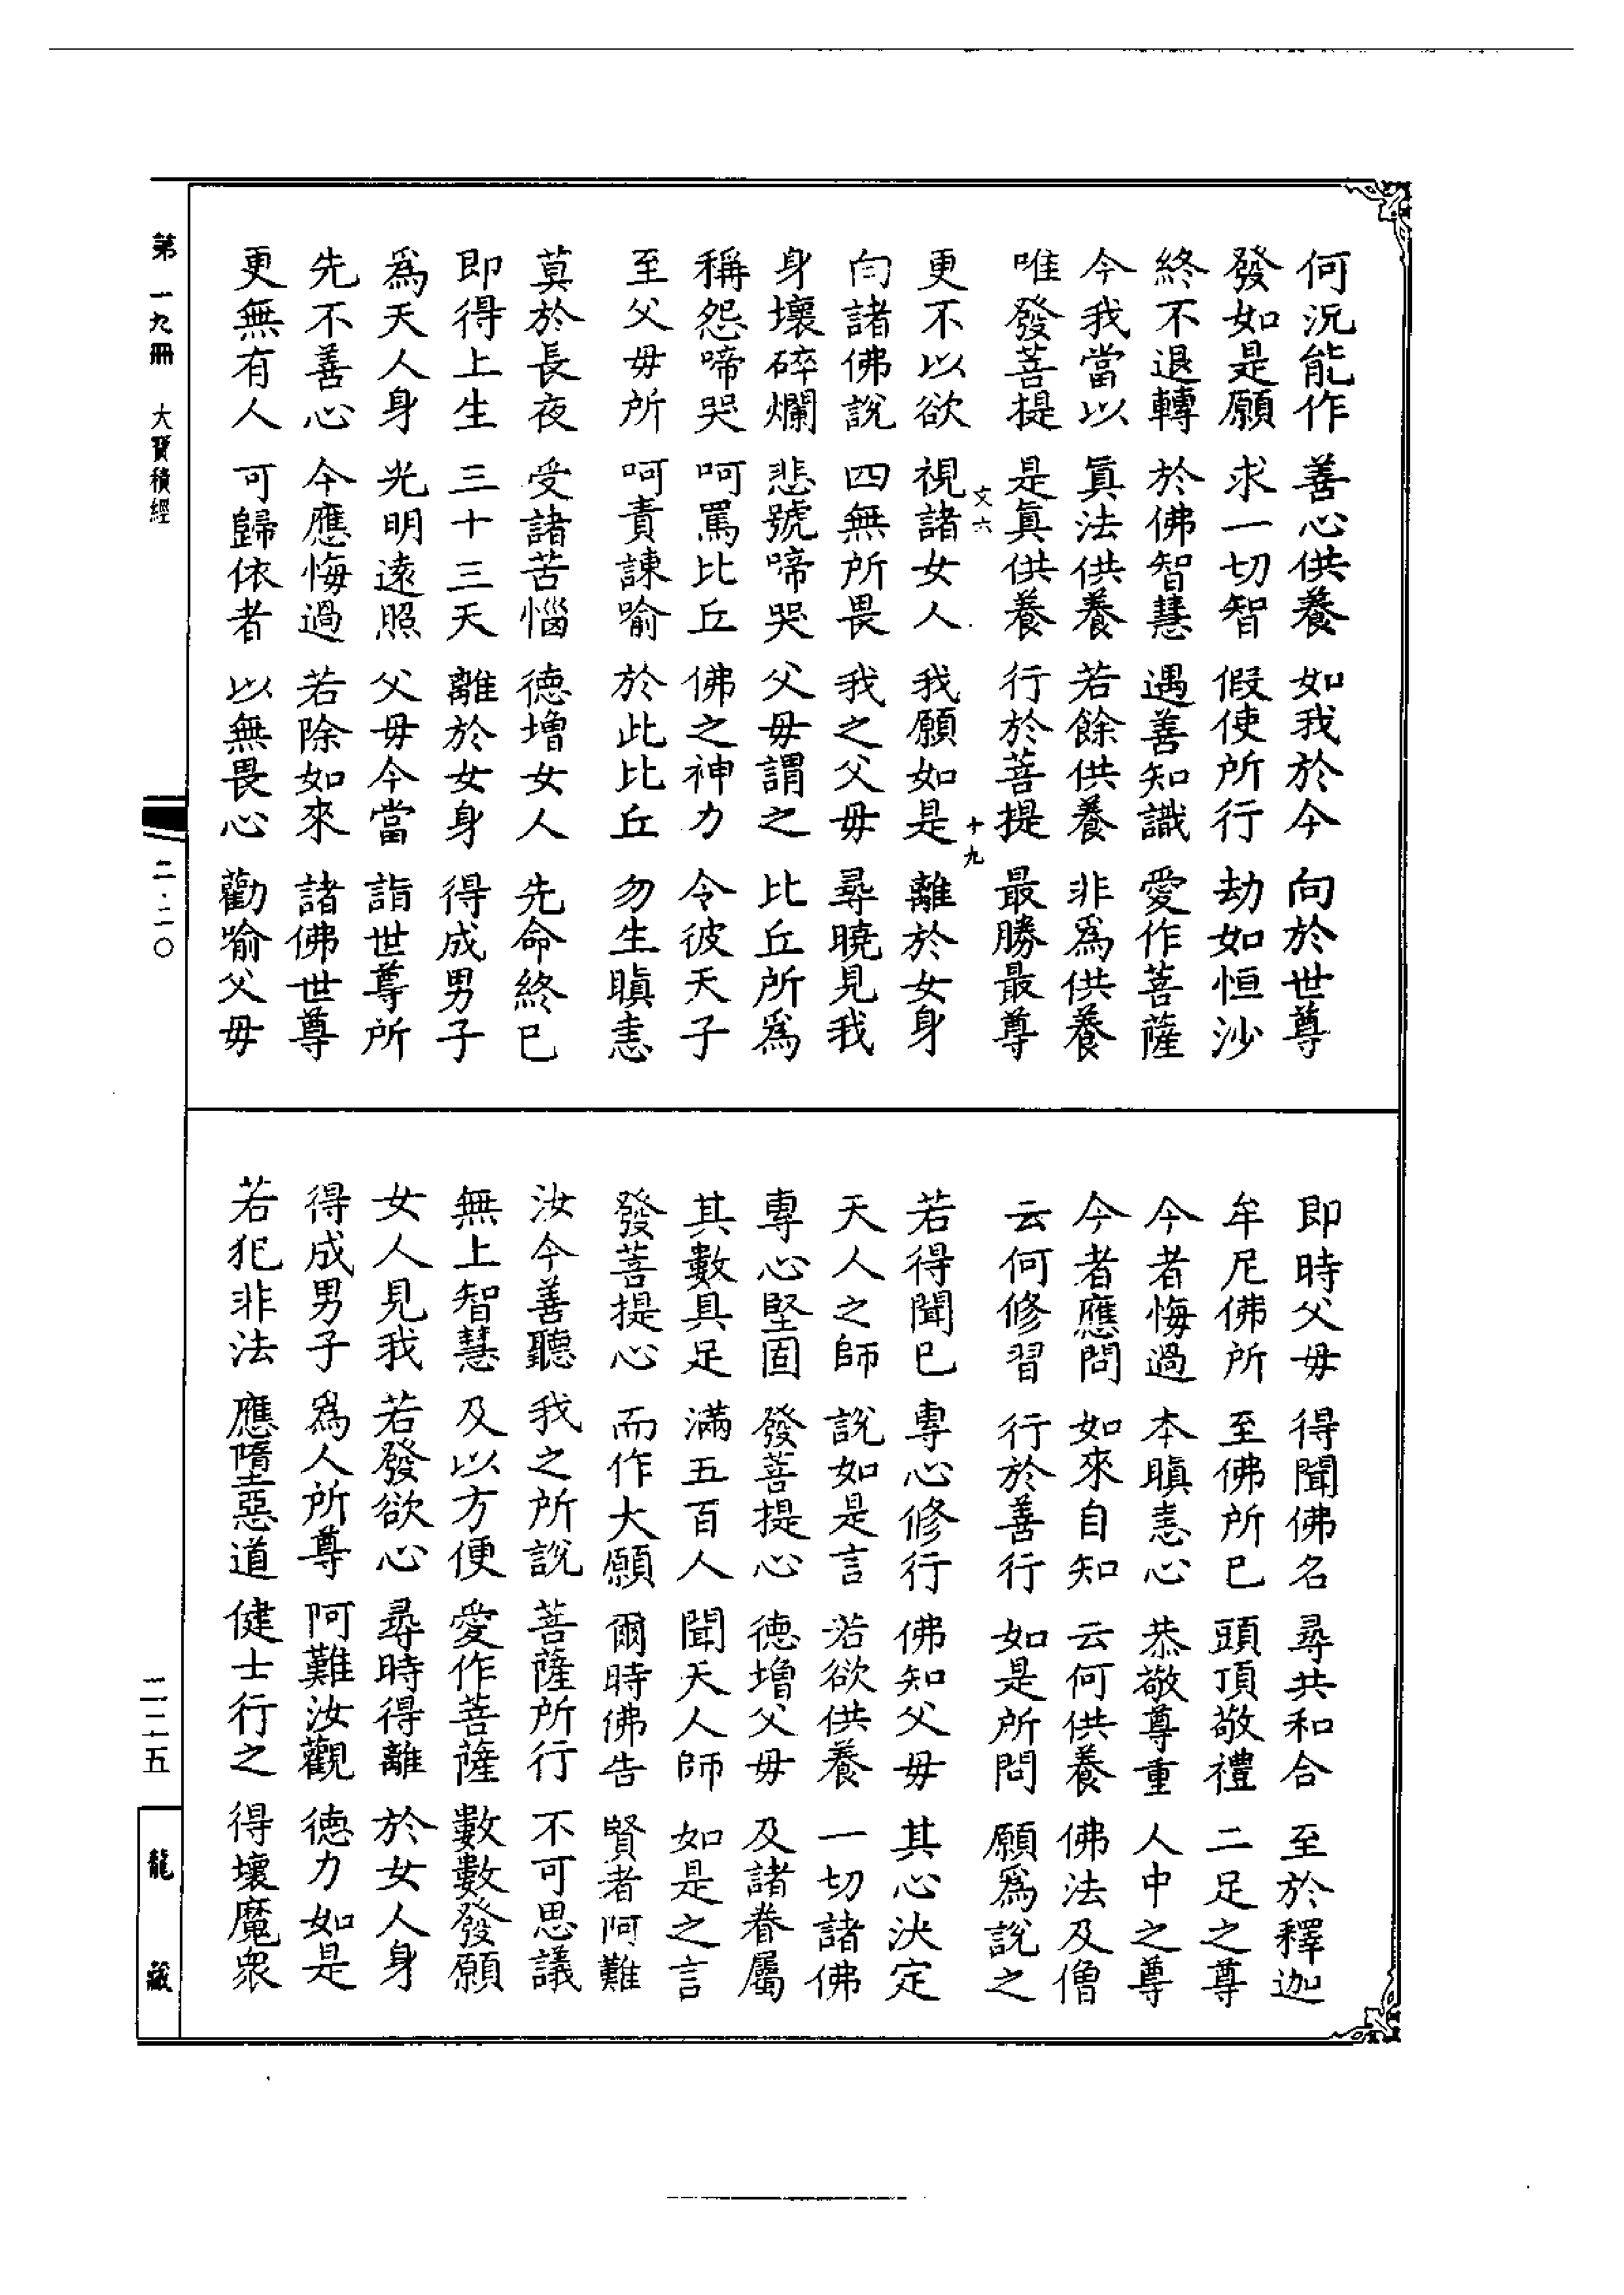 何況能作 善心供養 如我於今 向於世尊
發如是願 求一切智 假使所行 劫如恒沙
終不退轉 於佛智慧 遇善知識 愛作菩薩
今我當以 眞法供養 若餘供養 非爲供養
唯發菩提 是眞供養 行於菩提 最勝最尊
文六 十九
更不以欲 視諸女人 我願如是 離於女身
向諸佛說 四無所畏 我之父毋 尋曉見我
身壞碎爛 悲號啼哭 父毋謂之 比丘所爲
稱怨啼哭 呵罵比丘 佛之神力 令彼天子
至父毋所 呵責諫喻 於此比丘 勿生瞋恚
莫於長夜 受諸苦惱 德增女人 先命終已
即得上生 三十三天 離於女身 得成男子
爲天人身 光明遠照 父毋今當 詣世尊所
先不善心 今應悔過 若除如來 諸佛世尊
更無有人 可歸依者 以無畏心 勸喻父毋
即時父毋 得聞佛名 尋共和合 至於釋迦
牟尼佛所 至佛所已 頭頂敬禮 二足之尊
今者悔過 本瞋恚心 恭敬尊重 人中之尊
今者應問 如來自知 云何供養 佛法及僧
云何修習 行於善行 如是所問 願爲說之
若得聞已 專心修行 佛知父毋 其心決定
天人之師 說如是言 若欲供養 一切諸佛
專心堅固 發菩提心 德增父毋 及諸眷屬
其數具足 滿五百人 聞天人師 如是之言
發菩提心 而作大願 爾時佛告 賢者阿難
汝今善聽 我之所說 菩薩所行 不可思議
無上智慧 及以方便 愛作菩薩 數數發願
女人見我 若發欲心 尋時得離 於女人身
得成男子 爲人所尊 阿難汝觀 德力如是
若犯非法 應墮惡道 健士行之 得壞魔衆
第一九冊 大寶積經
二·二〇
二二五
龍藏